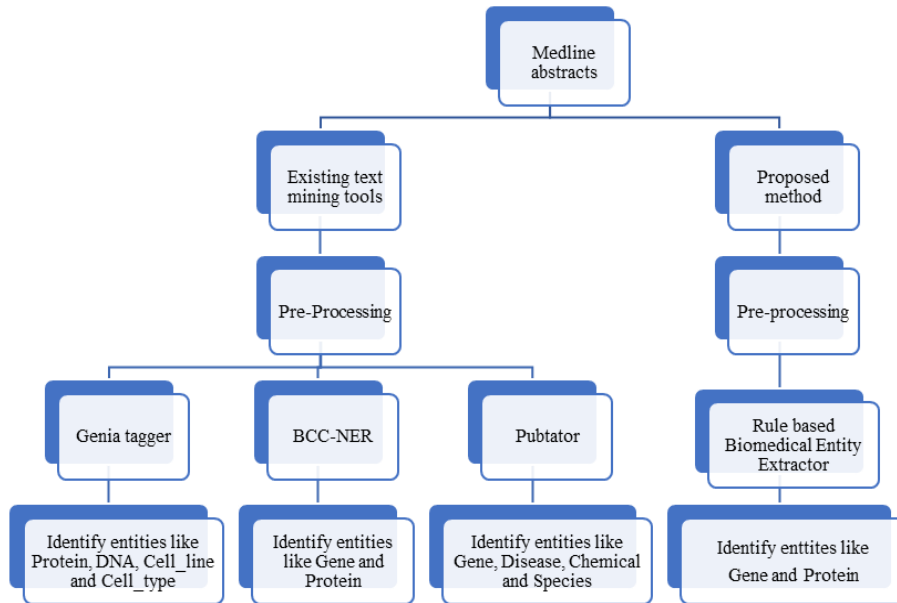 Medline
abstracts
Existing text
mining tools
Proposed
method
Pre-Processing
Pre-processing
Genia tagger
BCC-NER
Pubtator
Rule based
Biomedical Entity
Extractor
Identify entities like
Protein, DNA, Cell_line
and Cell_type
Identify entities
like Gene and
Protein
Identify entities like
Gene, Disease, Chemical
and Species
Identify enttites like
Gene and Protein